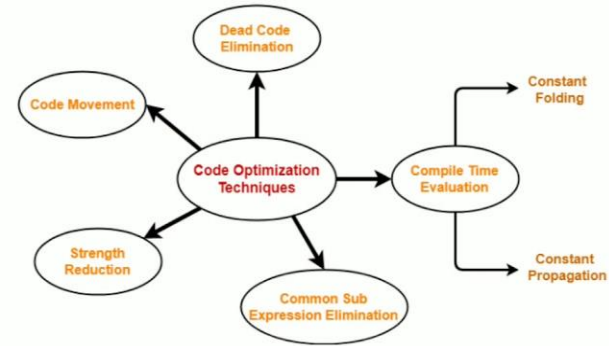 Dead Code
Elimination
Code Movement
Code Optimization
Techniques
Compile Time
Evaluation
Constant
Folding
Constant
Propagation
Strength
Reduction
Common Sub
Expression Elimination